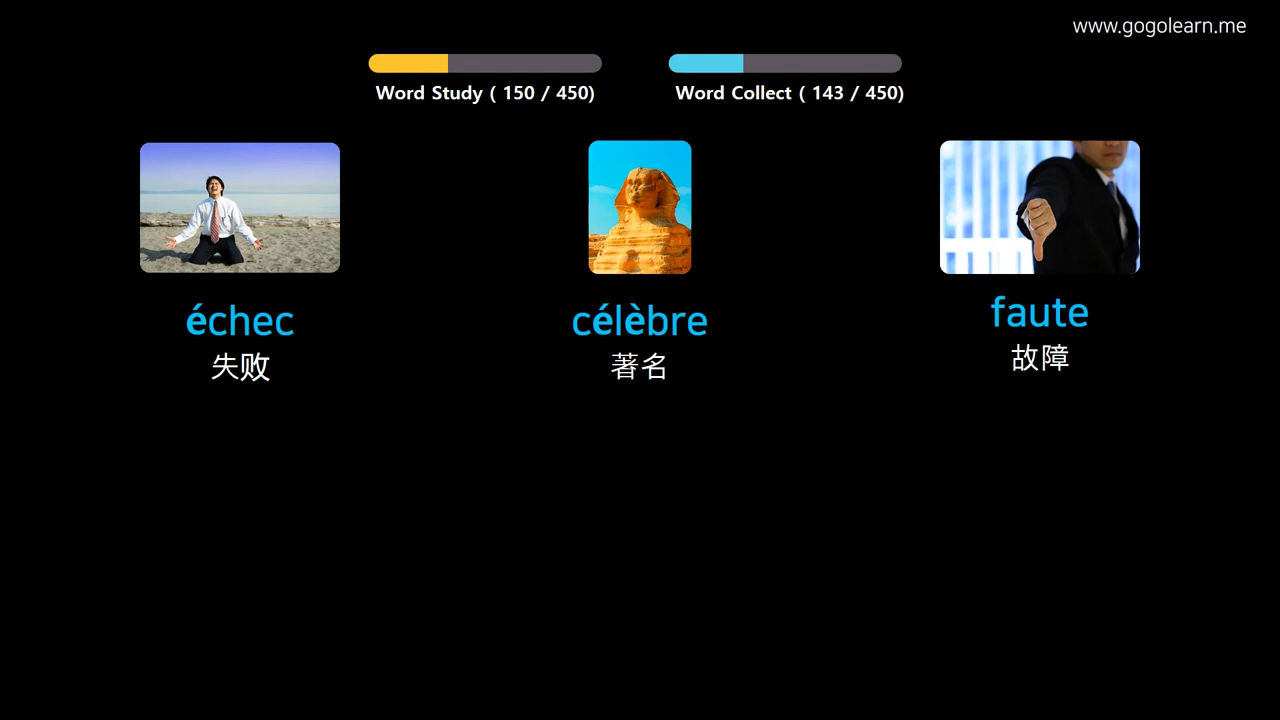 www.gogolearn.me
Word Study ( 150 / 450)
Word Collect ( 143 / 450)
échec
失败
célèbre
著名
faute
故障